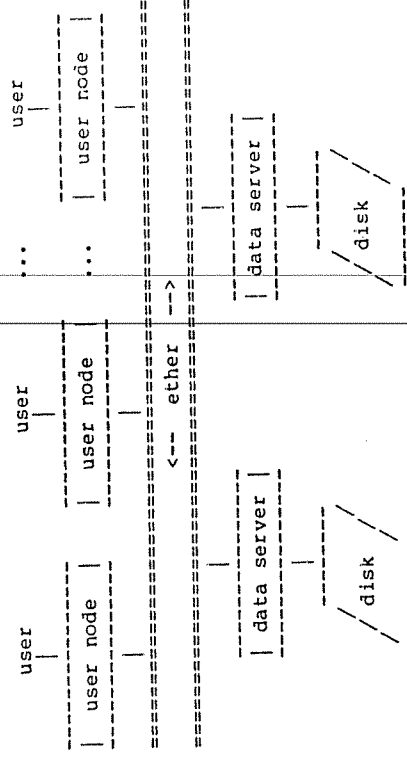 user user ... user
| user node | | user node | ... | user node |
<-- ether -->
| data server | | data server |
disk disk